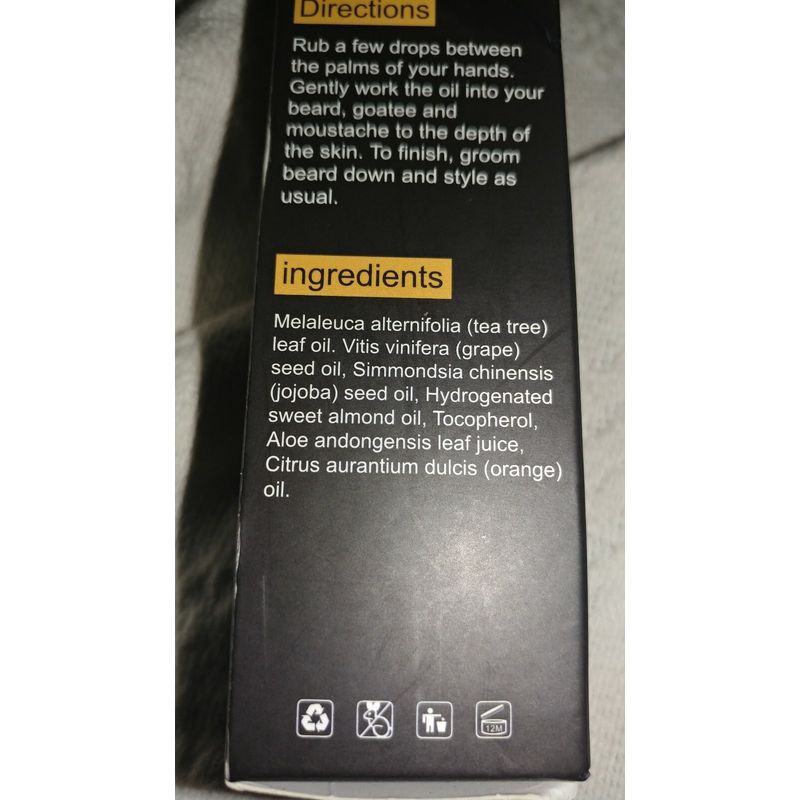 Directions
Rub a few drops between
the palms of your hands.
Gently work the oil into your
beard, goatee and
moustache to the depth of
the skin. To finish, groom
beard down and style as
usual.
ingredients
Melaleuca alternifolia (tea tree)
leaf oil. Vitis vinifera (grape)
seed oil, Simmondsia chinensis
(jojoba) seed oil, Hydrogenated
sweet almond oil, Tocopherol,
Aloe andongensis leaf juice,
Citrus aurantium dulcis (orange)
oil.
12M